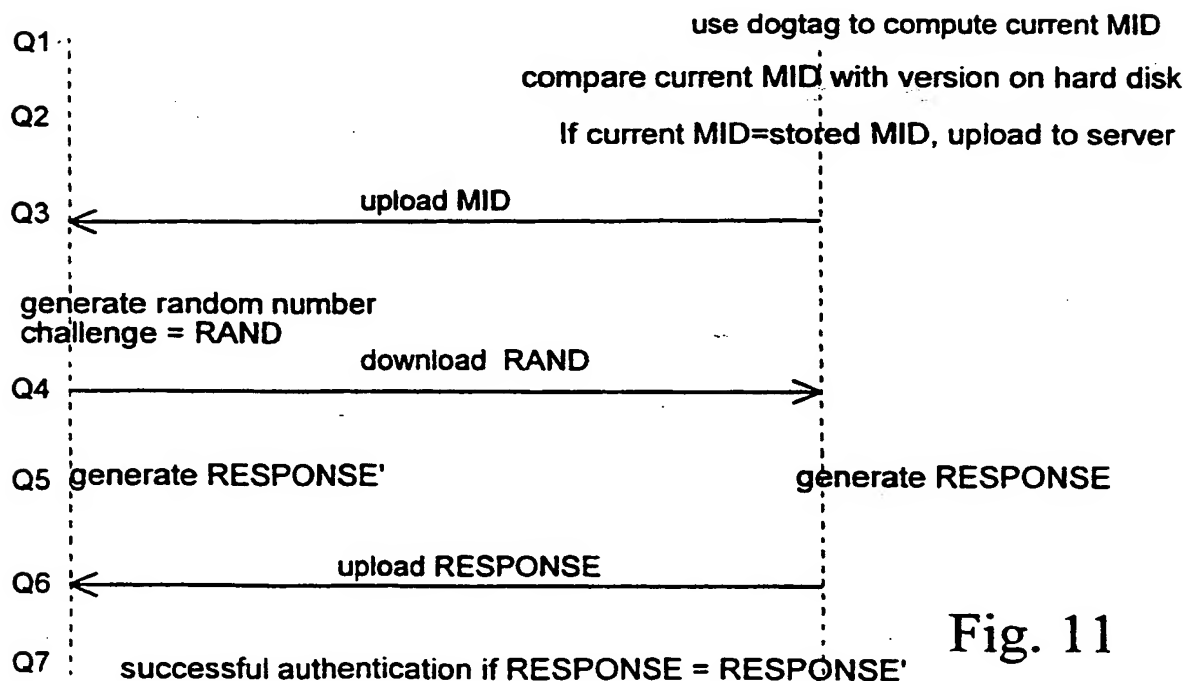 Q1
use dogtag to compute current MID
compare current MID with version on hard disk
Q2
If current MID=stored MID, upload to server
Q3
upload MID
generate random number
challenge = RAND
download RAND
Q4
Q5
generate RESPONSE'
generate RESPONSE
upload RESPONSE
Q6
Fig. 11
Q7
successful authentication if RESPONSE = RESPONSE'